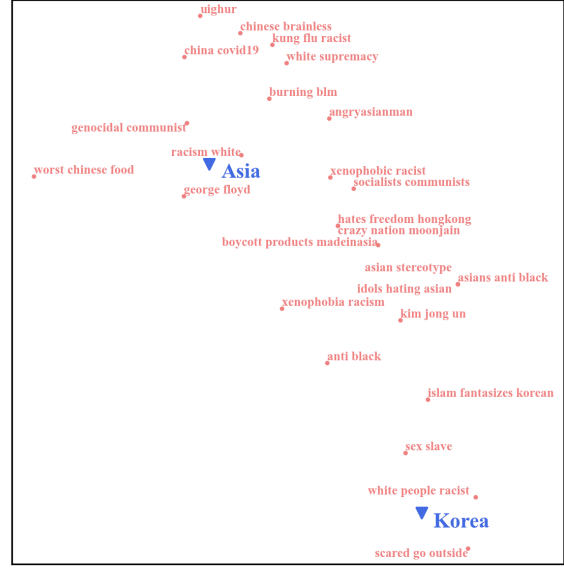 uighur
chinese brainless
kung flu racist
china covid19
white supremacy
burning blm
angryasianman
genocidal communist
racism white
worst chinese food
Asia
xenophobic racist
socialists communists
george floyd
hates freedom hongkong
crazy nation moonjain
boycott products madeinasia
asian stereotype
asians anti black
idols hating asian
xenophobia racism
kim jong un
anti black
islam fantasizes korean
sex slave
white people racist
Korea
scared go outside